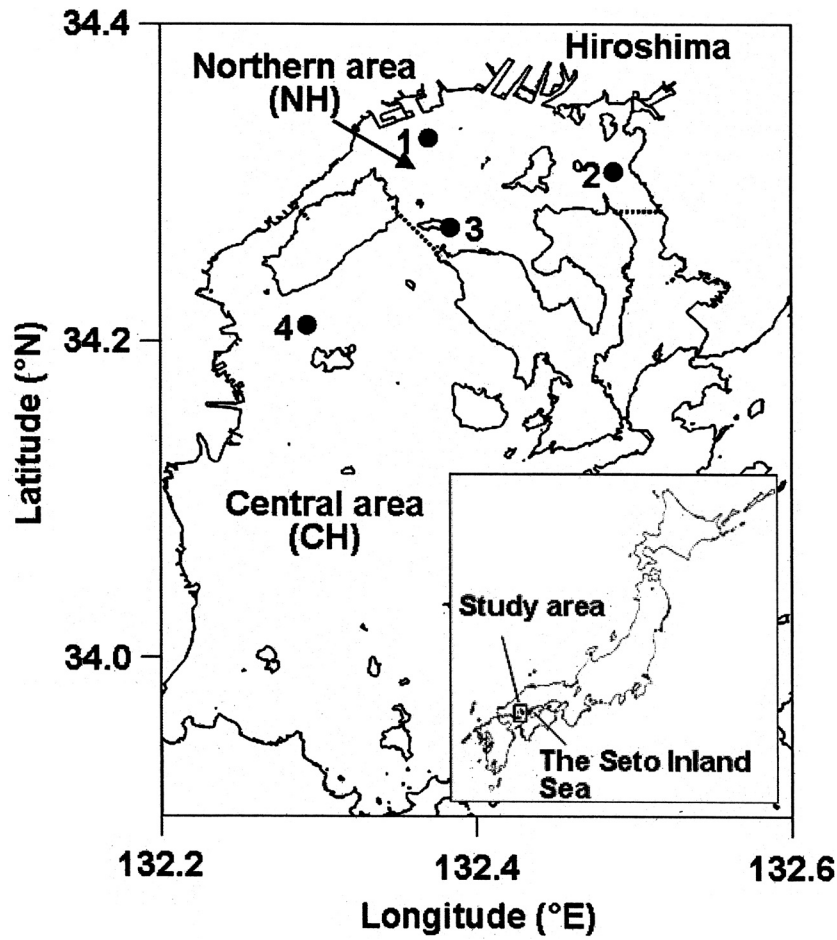 34.4
Hiroshima
Northern area
(NH)
1
2
3
34.2
4
Latitude (°N)
Central area
(CH)
Study area
34.0
The Seto Inland
Sea
132.2
132.4
132.6
Longitude (°E)